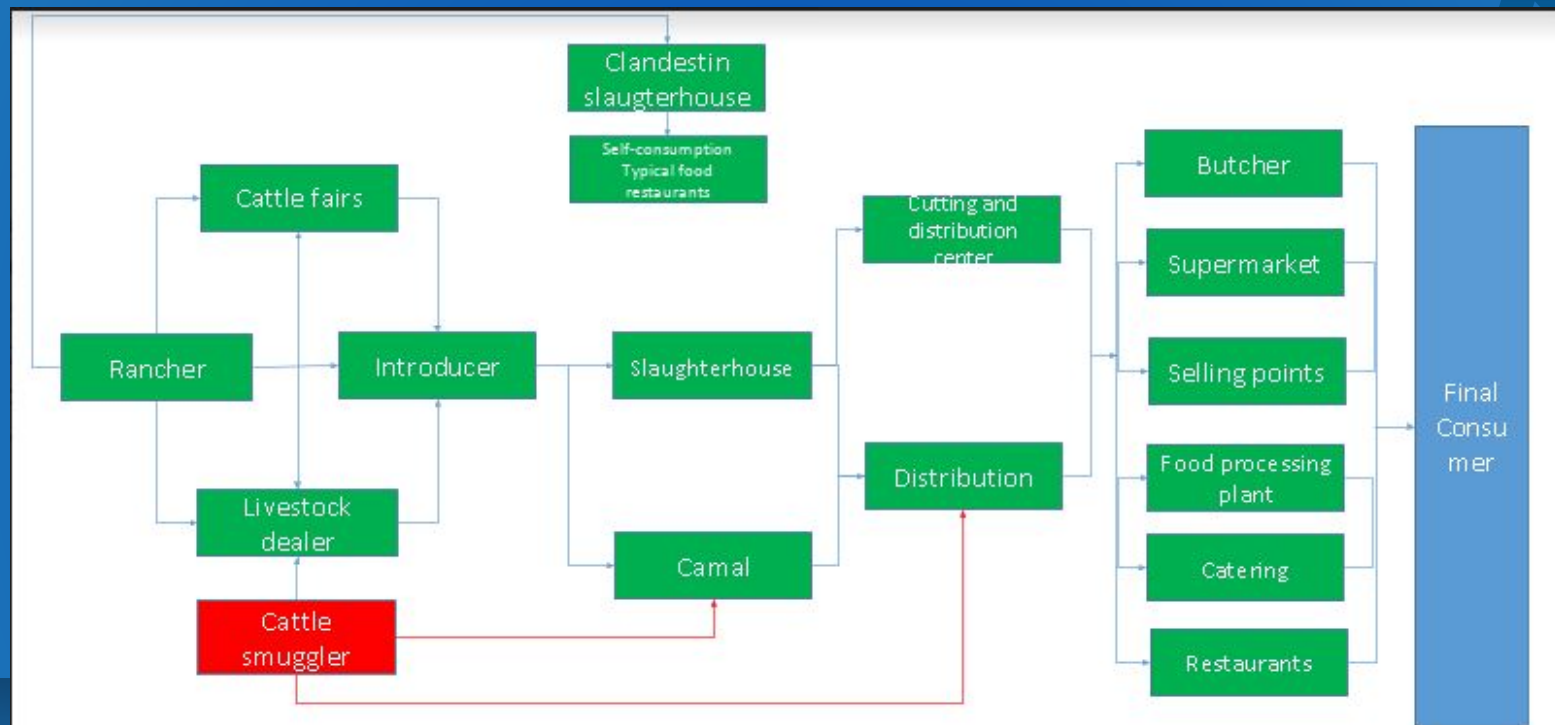 Clandestin
slaugterhouse
Self-consumption
Typical food
restaurants
Cattle fairs
Rancher
Introducer
Livestock
dealer
Cattle
smuggler
Slaughterhouse
Camal
Cutting and
distribution
center
Distribution
Butcher
Supermarket
Selling points
Food processing
plant
Catering
Restaurants
Final
Consu
mer